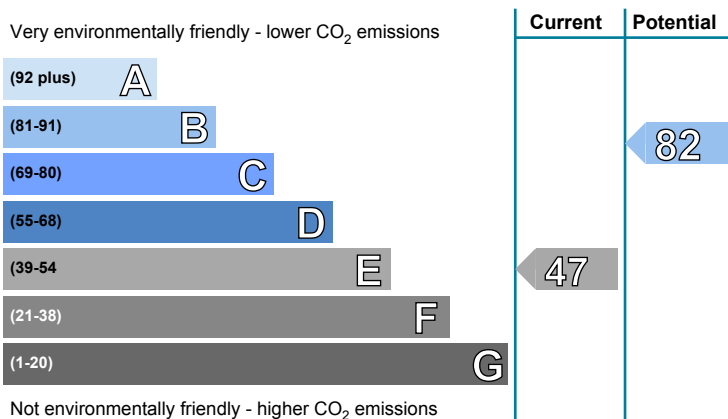 Very environmentally friendly - lower CO2 emissions
Current
Potential
(92 plus) A
(81-91) B
82
(69-80) C
(55-68) D
(39-54 E
47
(21-38) F
(1-20) G
Not environmentally friendly - higher CO2 emissions